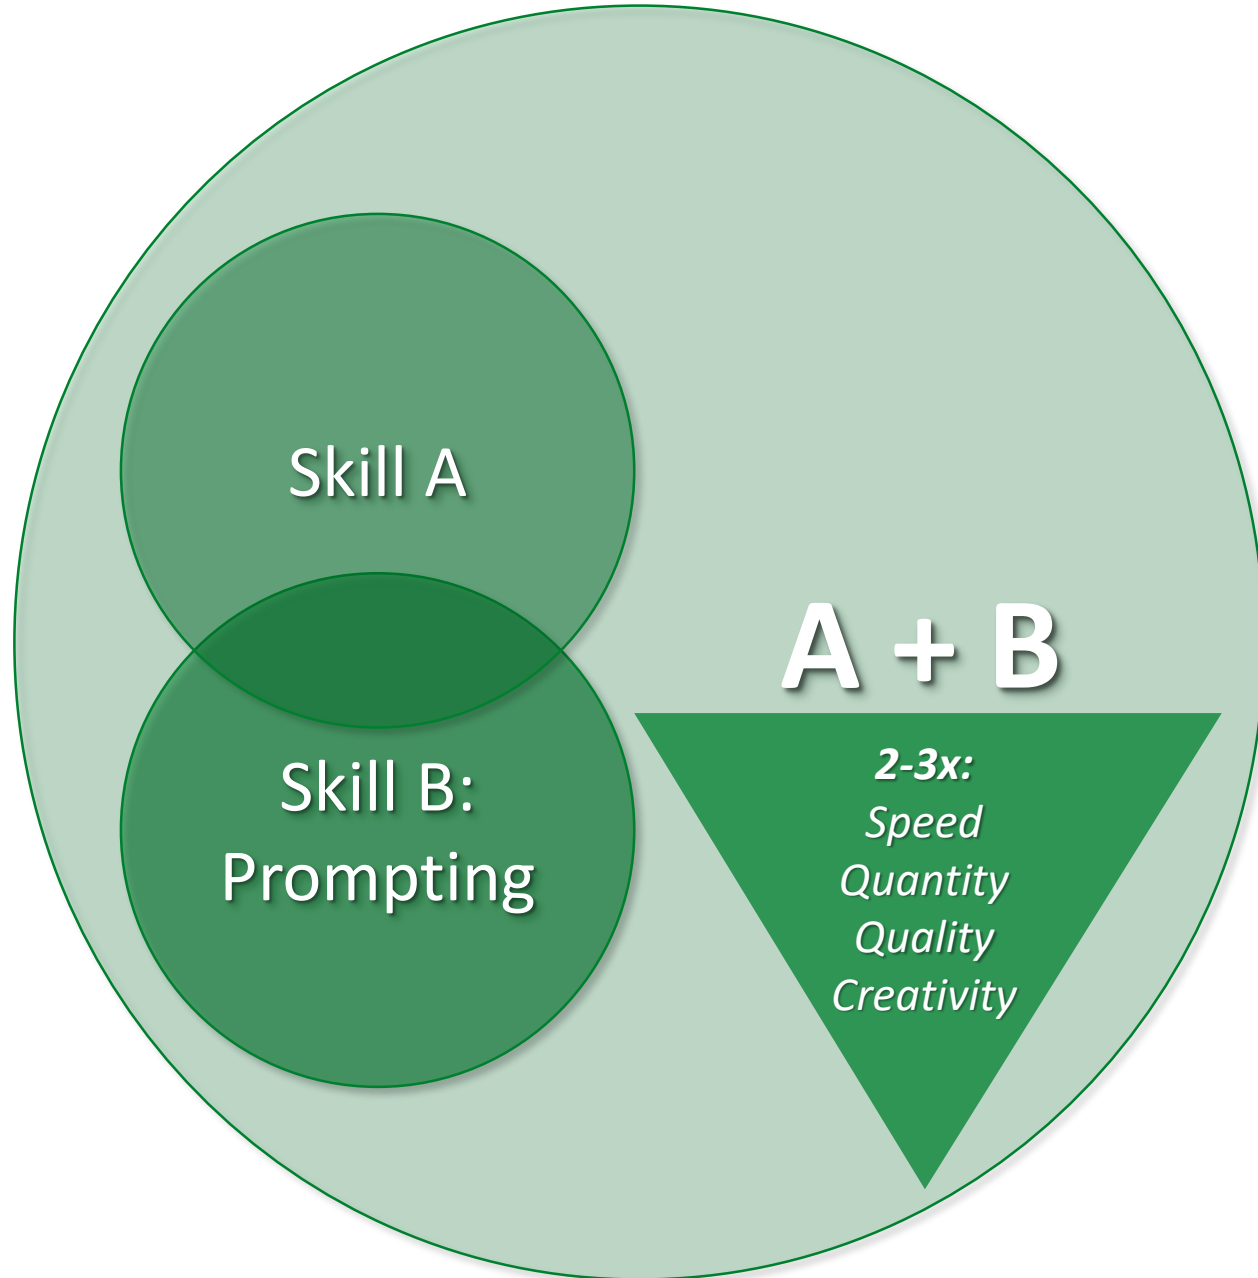 Skill A
Skill B:
Prompting
A + B
2-3x:
Speed
Quantity
Quality
Creativity